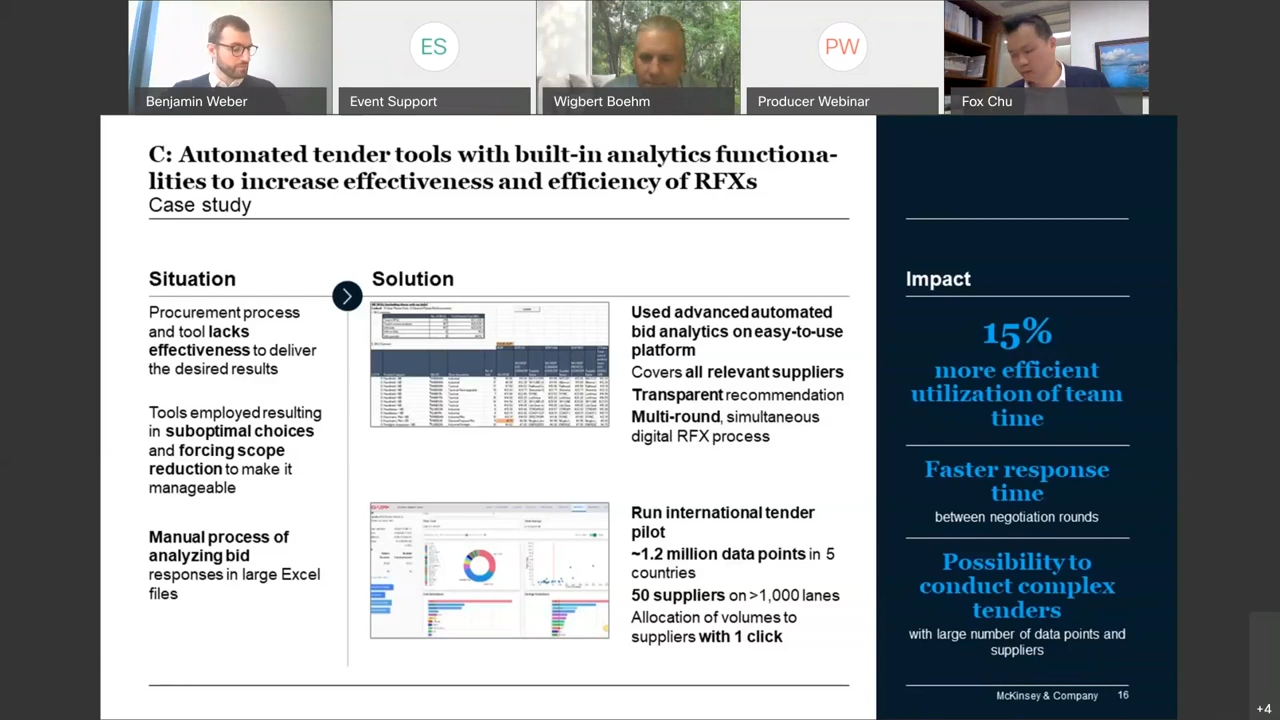 ES
PW
Benjamin Weber
Event Support
Wigbert Boehm
Producer Webinar
Fox Chu
C: Automated tender tools with built-in analytics functiona-
lities to increase effectiveness and efficiency of RFXs
Case study
Situation
Procurement process
and tool lacks
effectiveness to deliver
the desired results
Tools employed resulting
in suboptimal choices
and forcing scope
reduction to make it
manageable
Manual process of
analyzing bid
responses in large Excel
files
Solution
Used advanced automated
bid analytics on easy-to-use
platform
Covers all relevant suppliers
Transparent recommendation
Multi-round, simultaneous
digital RFX process
Run international tender
pilot
~1.2 million data points in 5
countries
50 suppliers on >1,000 lanes
Allocation of volumes to
suppliers with 1 click
Impact
15%
more efficient
utilization of team
time
Faster response
time
between negotiation rounds
Possibility to
conduct complex
tenders
with large number of data points and
suppliers
McKinsey & Company 16
+4